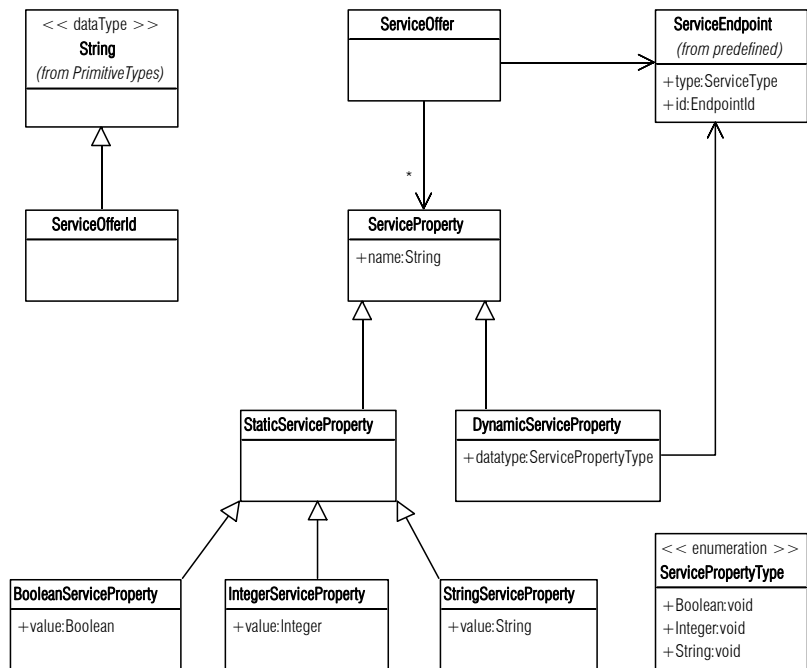 << dataType >>
String
(from PrimitiveTypes)
ServiceOffer
ServiceEndpoint
(from predefined)
+type:ServiceType
+id:EndpointId
*
ServiceOfferId
ServiceProperty
+name:String
StaticServiceProperty
DynamicServiceProperty
+datatype:ServicePropertyType
BooleanServiceProperty
+value:Boolean
IntegerServiceProperty
+value:Integer
StringServiceProperty
+value:String
<< enumeration >>
ServicePropertyType
+Boolean:void
+Integer:void
+String:void